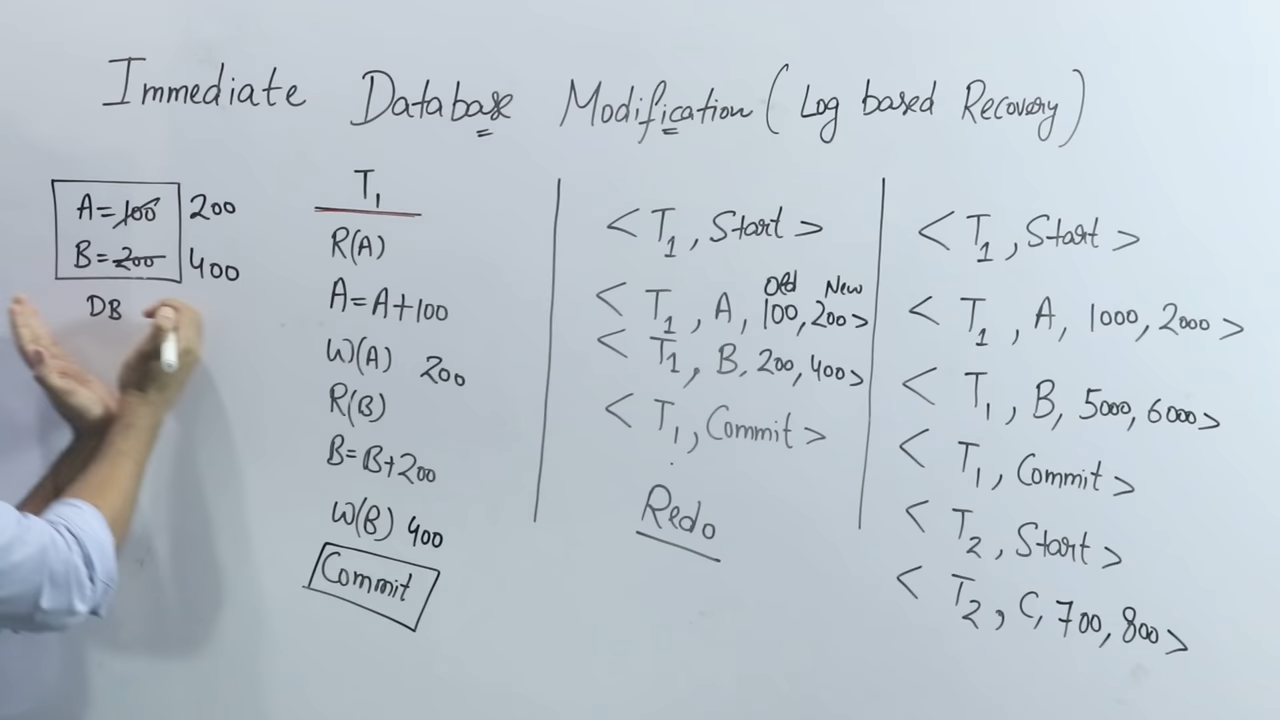 Immediate Database Modification (Log based Recovery)
A=100 200
B=200 400
DB
T1
R(A)
A=A+100
W(A) 200
R(B)
B=B+200
W(B) 400
Commit
<T1, Start>
Old New
<T1, A, 100, 200>
<T1, B, 200, 400>
<T1, Commit>
Redo
<T1, Start>
<T1, A, 1000, 2000>
<T1, B, 5000, 6000>
<T1, Commit>
<T2, Start>
<T2, C, 700, 800>